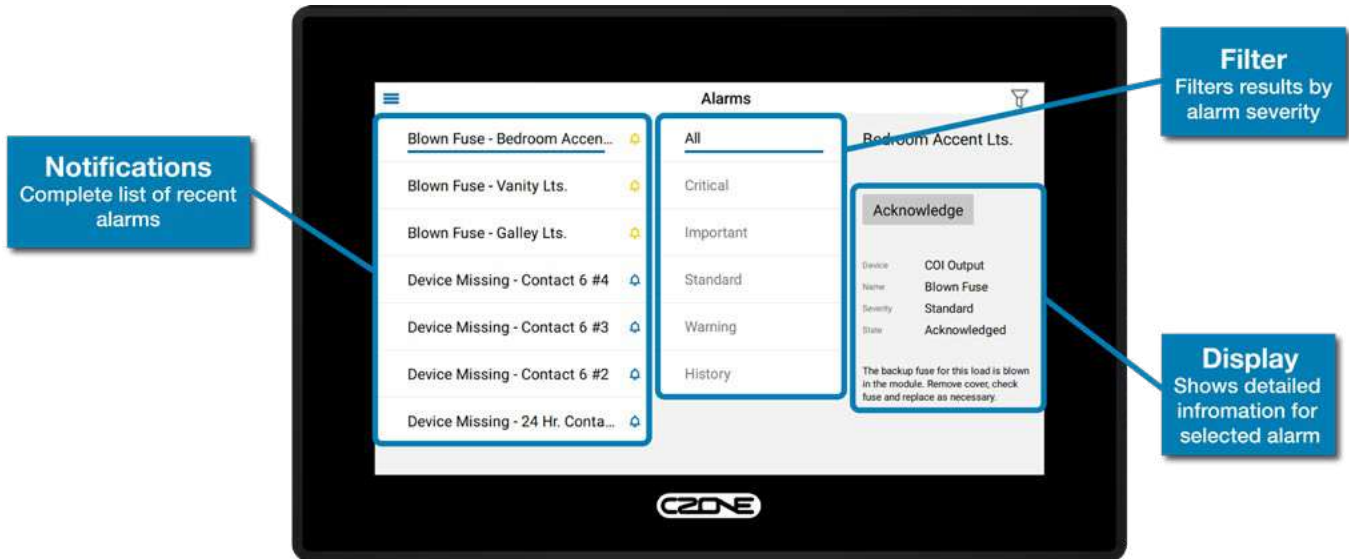 Notifications
Complete list of recent
alarms
Alarms
Blown Fuse - Bedroom Accen...
Blown Fuse - Vanity Lts.
Blown Fuse - Galley Lts.
Device Missing - Contact 6 #4
Device Missing - Contact 6 #3
Device Missing - Contact 6 #2
Device Missing - 24 Hr. Conta...
All
Critical
Important
Standard
Warning
History
Bedroom Accent Lts.
Acknowledge
Device COI Output
Name Blown Fuse
Severity Standard
State Acknowledged
The backup fuse for this load is blown
in the module. Remove cover, check
fuse and replace as necessary.
Filter
Filters results by
alarm severity
Display
Shows detailed
infromation for
selected alarm
CZONE